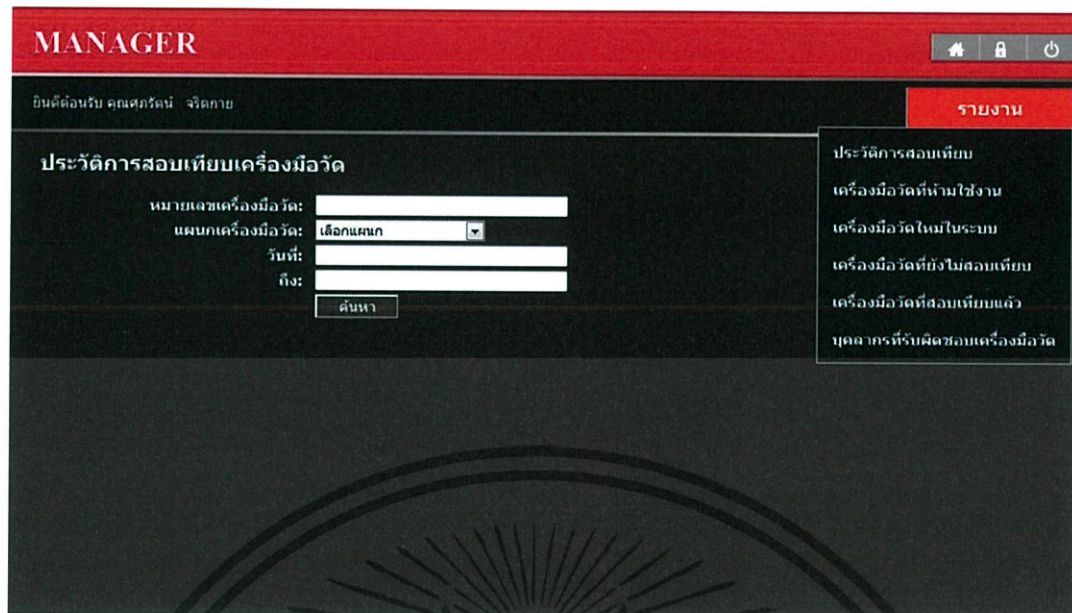 MANAGER
ยินดีต้อนรับ คุณศุภรัตน์ จริตกาย
รายงาน
ประวัติการสอบเทียบเครื่องมือวัด
หมายเลขเครื่องมือวัด:
แผนกเครื่องมือวัด: เลือกแผนก
วันที่:
ถึง:
ค้นหา
ประวัติการสอบเทียบ
เครื่องมือวัดที่ห้ามใช้งาน
เครื่องมือวัดใหม่ในระบบ
เครื่องมือวัดที่ยังไม่สอบเทียบ
เครื่องมือวัดที่สอบเทียบแล้ว
บุคลากรที่รับผิดชอบเครื่องมือวัด